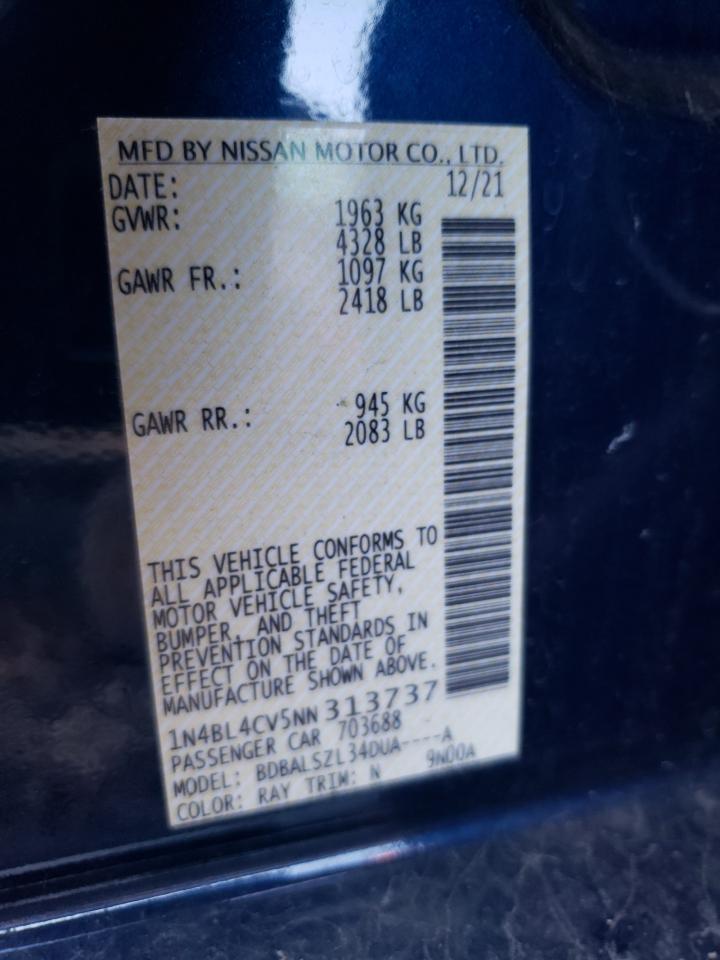 MFD BY NISSAN MOTOR CO., LTD.
DATE: 12/21
GVWR: 1963 KG
4328 LB
GAWR FR.: 1097 KG
2418 LB
GAWR RR.: 945 KG
2083 LB
THIS VEHICLE CONFORMS TO
ALL APPLICABLE FEDERAL
MOTOR VEHICLE SAFETY,
BUMPER, AND THEFT
PREVENTION STANDARDS IN
EFFECT ON THE DATE OF
MANUFACTURE SHOWN ABOVE.
1N4BL4CV5NN313737
PASSENGER CAR 703688
MODEL: BDBALSZL34DUA----A
COLOR: RAY TRIM: N 9N00A